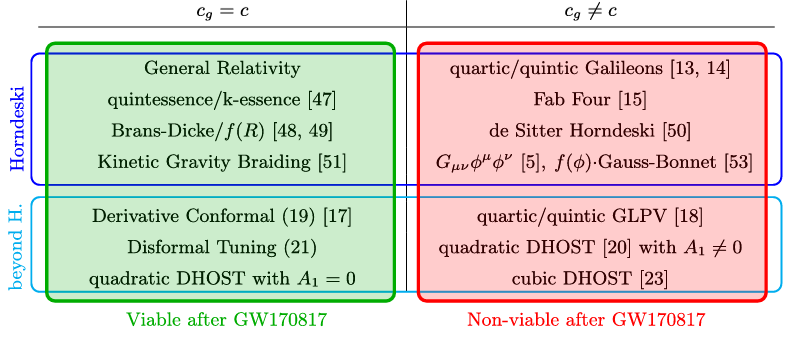 c_g = c
c_g ≠ c
Horndeski
General Relativity
quintessence/k-essence [47]
Brans-Dicke/f(R) [48, 49]
Kinetic Gravity Braiding [51]
quartic/quintic Galileons [13, 14]
Fab Four [15]
de Sitter Horndeski [50]
G_{μν}φ^μφ^ν [5], f(φ)·Gauss-Bonnet [53]
beyond H.
Derivative Conformal (19) [17]
Disformal Tuning (21)
quadratic DHOST with A_1 = 0
quartic/quintic GLPV [18]
quadratic DHOST [20] with A_1 ≠ 0
cubic DHOST [23]
Viable after GW170817
Non-viable after GW170817